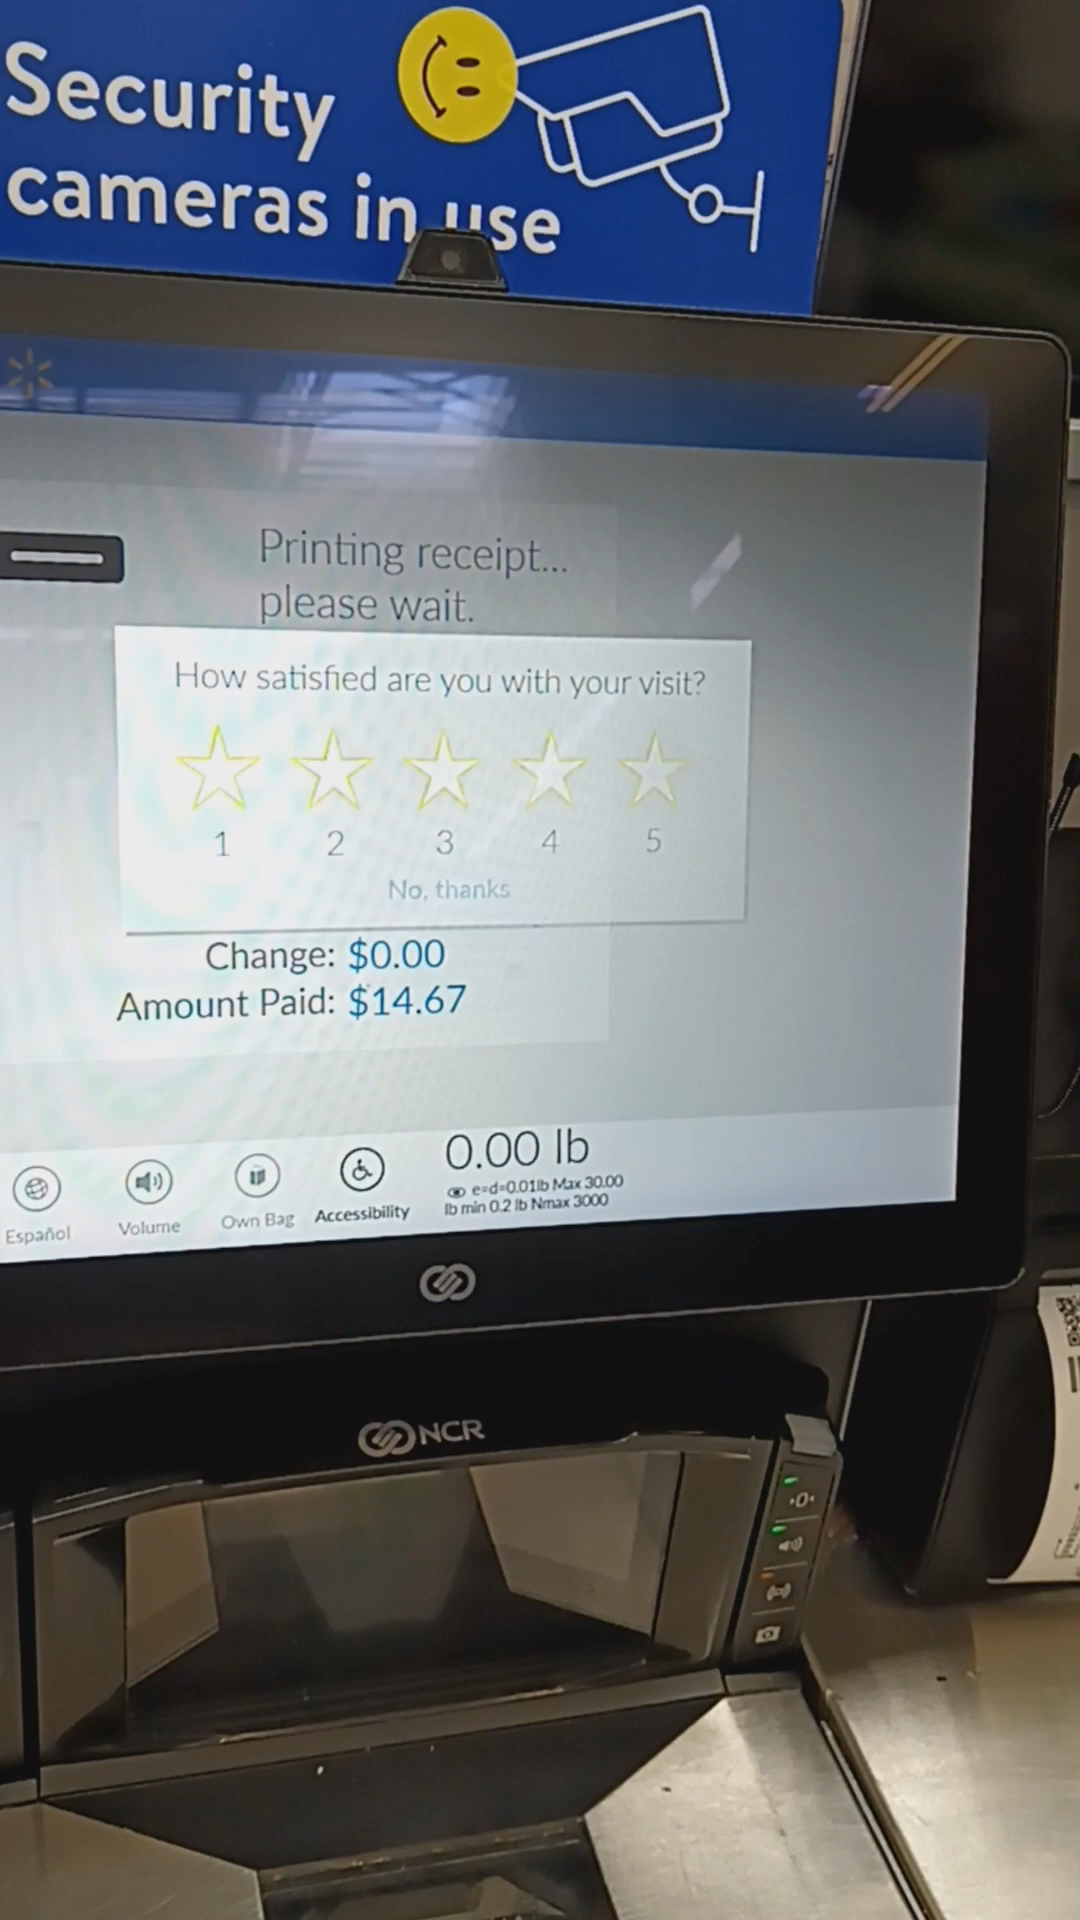 Security
cameras in use
Printing receipt...
please wait.
How satisfied are you with your visit?
1 2 3 4 5
No, thanks
Change: $0.00
Amount Paid: $14.67
Español
Volume
Own Bag
Accessibility
0.00 lb
e=d=0.01lb Max 30.00
lb min 0.2 lb Nmax 3000
NCR